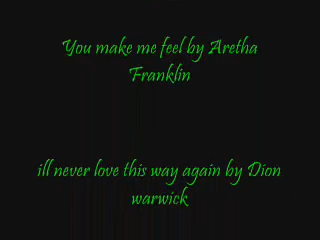 You make me feel by Aretha
Franklin
ill never love this way again by Dion
warwick